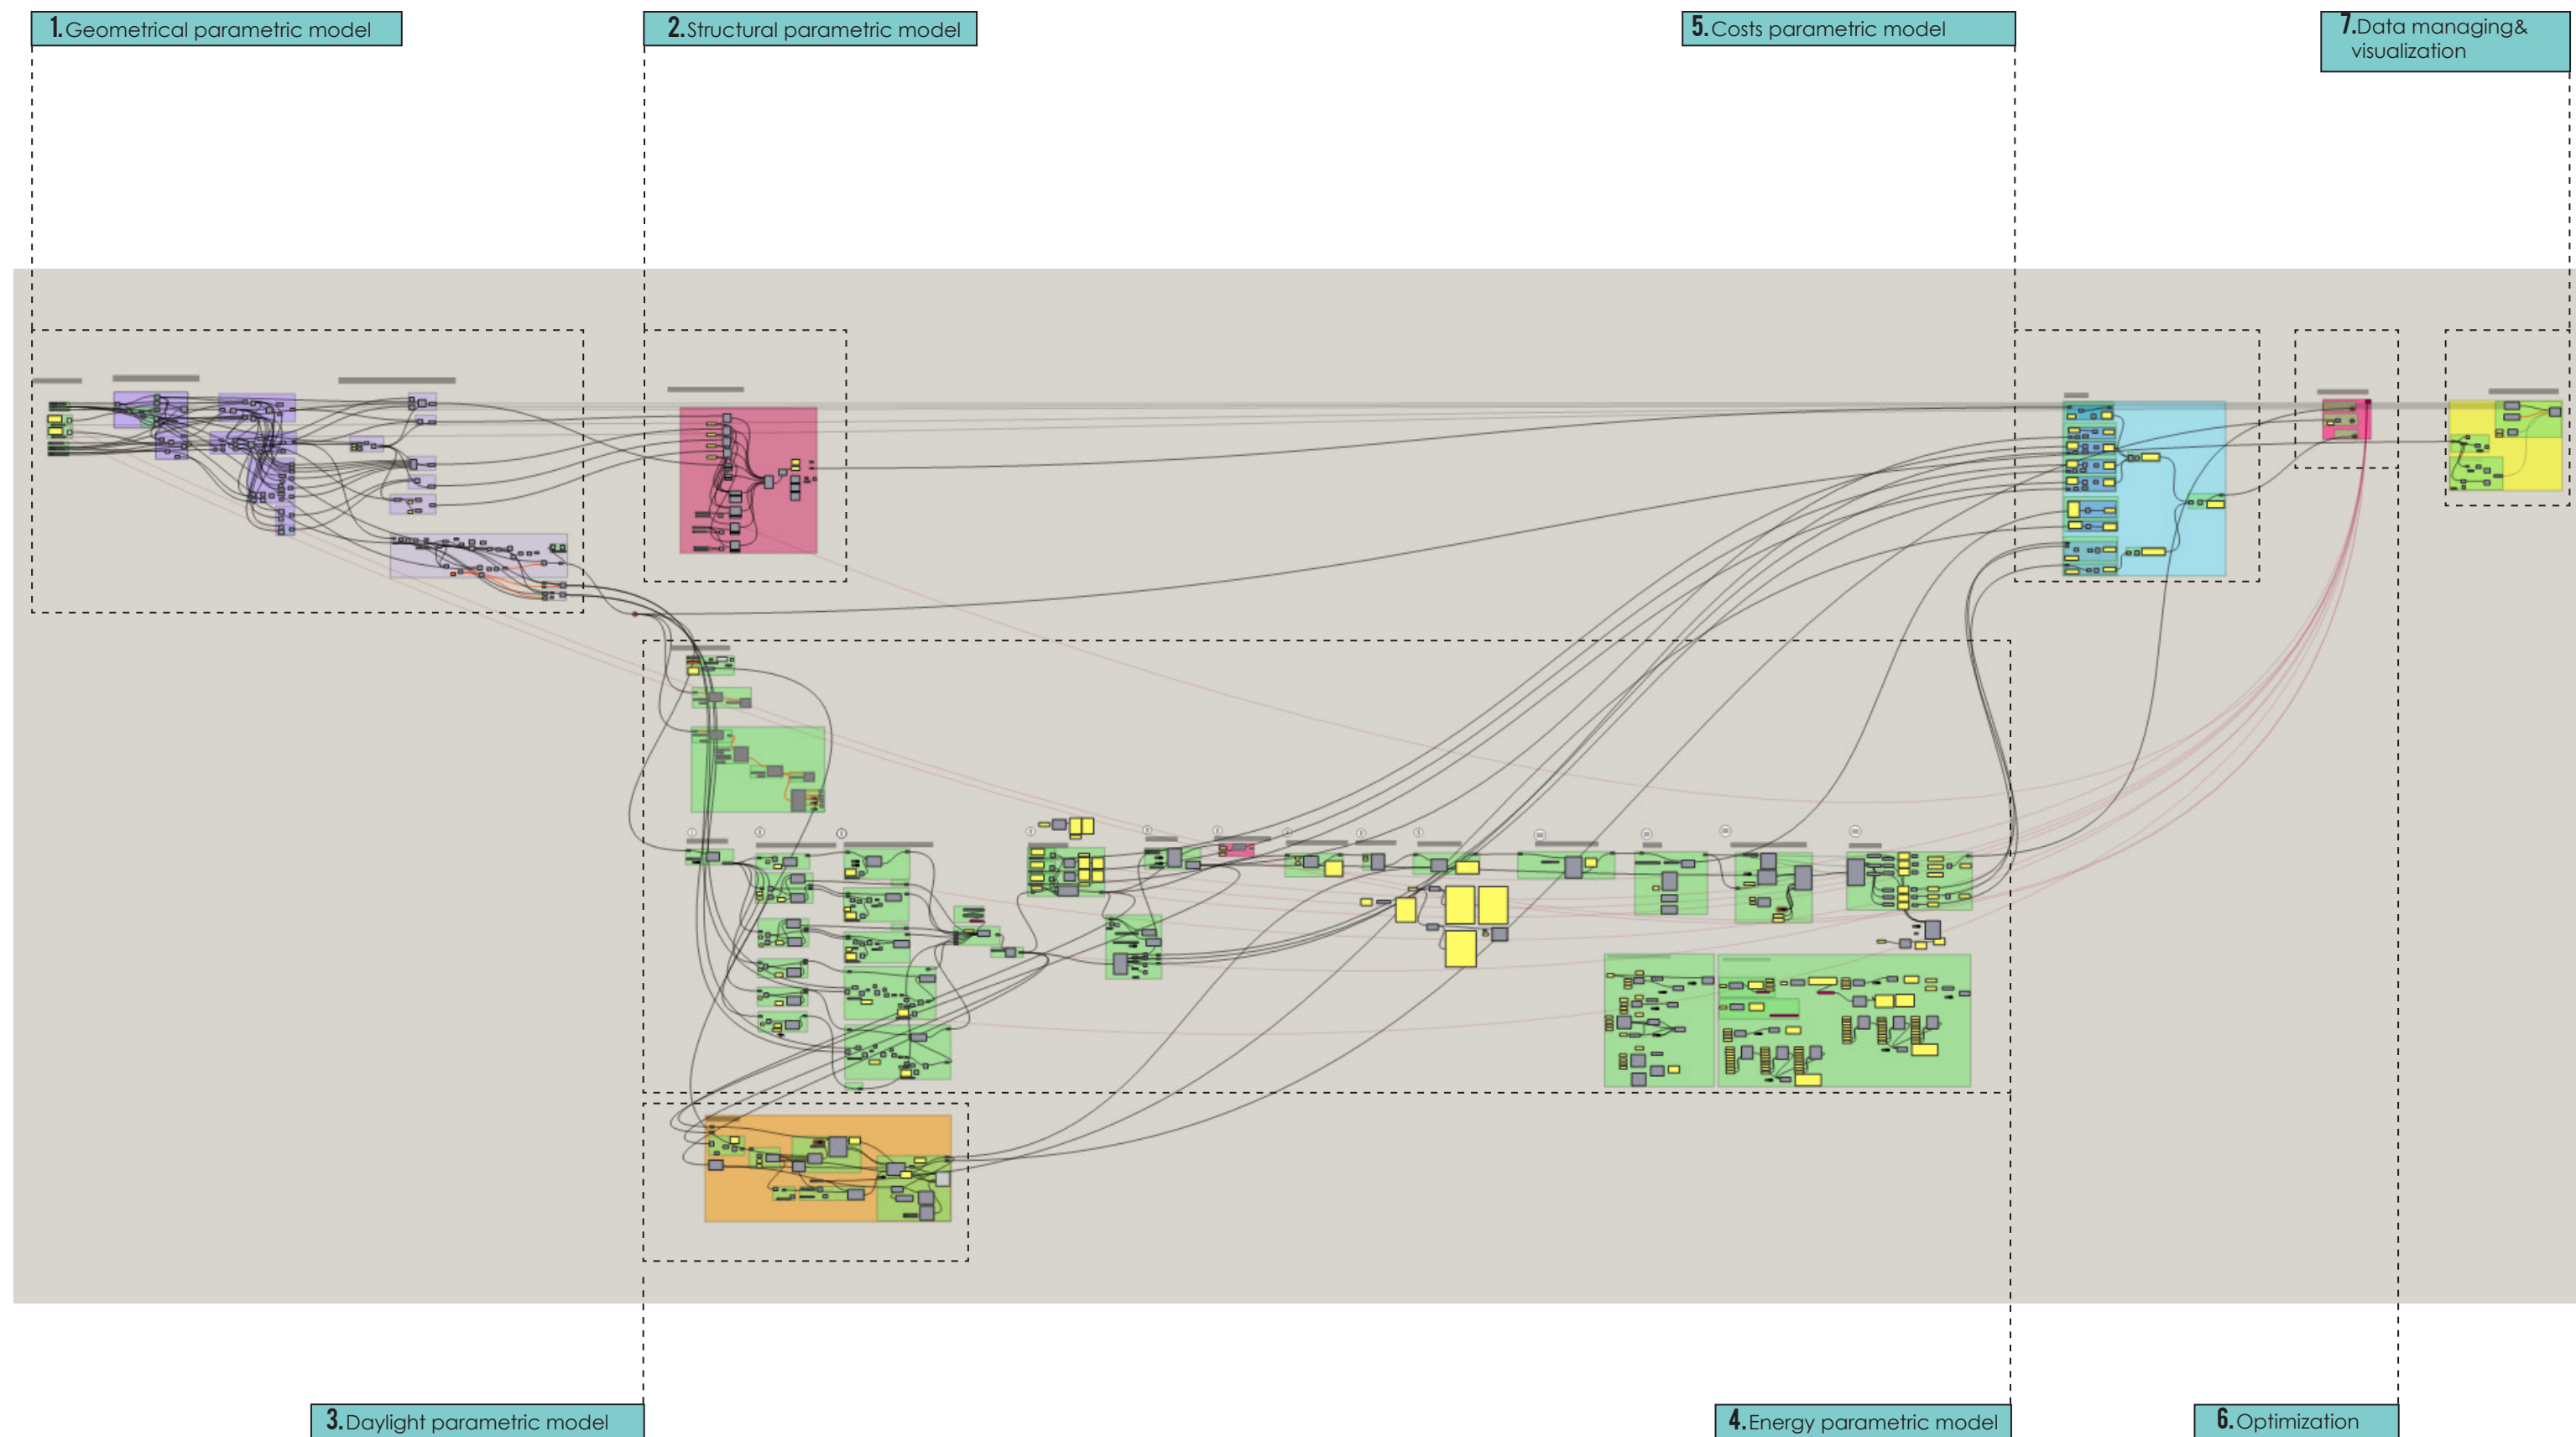 1.Geometrical parametric model
2.Structural parametric model
5.Costs parametric model
7.Data managing&
visualization
3.Daylight parametric model
4.Energy parametric model
6.Optimization